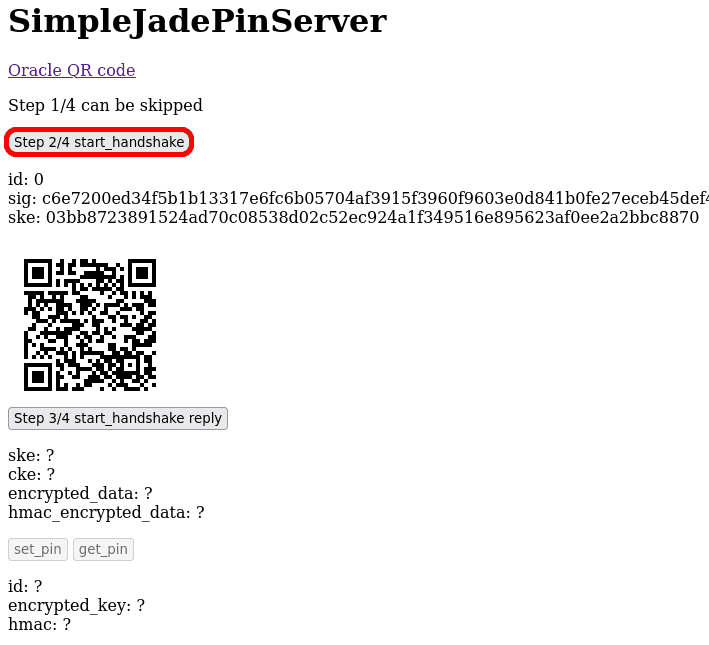 SimpleJadePinServer
Oracle QR code
Step 1/4 can be skipped
Step 2/4 start_handshake
id: 0
sig: c6e7200ed34f5b1b13317e6fc6b05704af3915f3960f9603e0d841b0fe27eceb45def4
ske: 03bb8723891524ad70c08538d02c52ec924a1f349516e895623af0ee2a2bbc8870
Step 3/4 start_handshake reply
ske: ?
cke: ?
encrypted_data: ?
hmac_encrypted_data: ?
set_pin get_pin
id: ?
encrypted_key: ?
hmac: ?